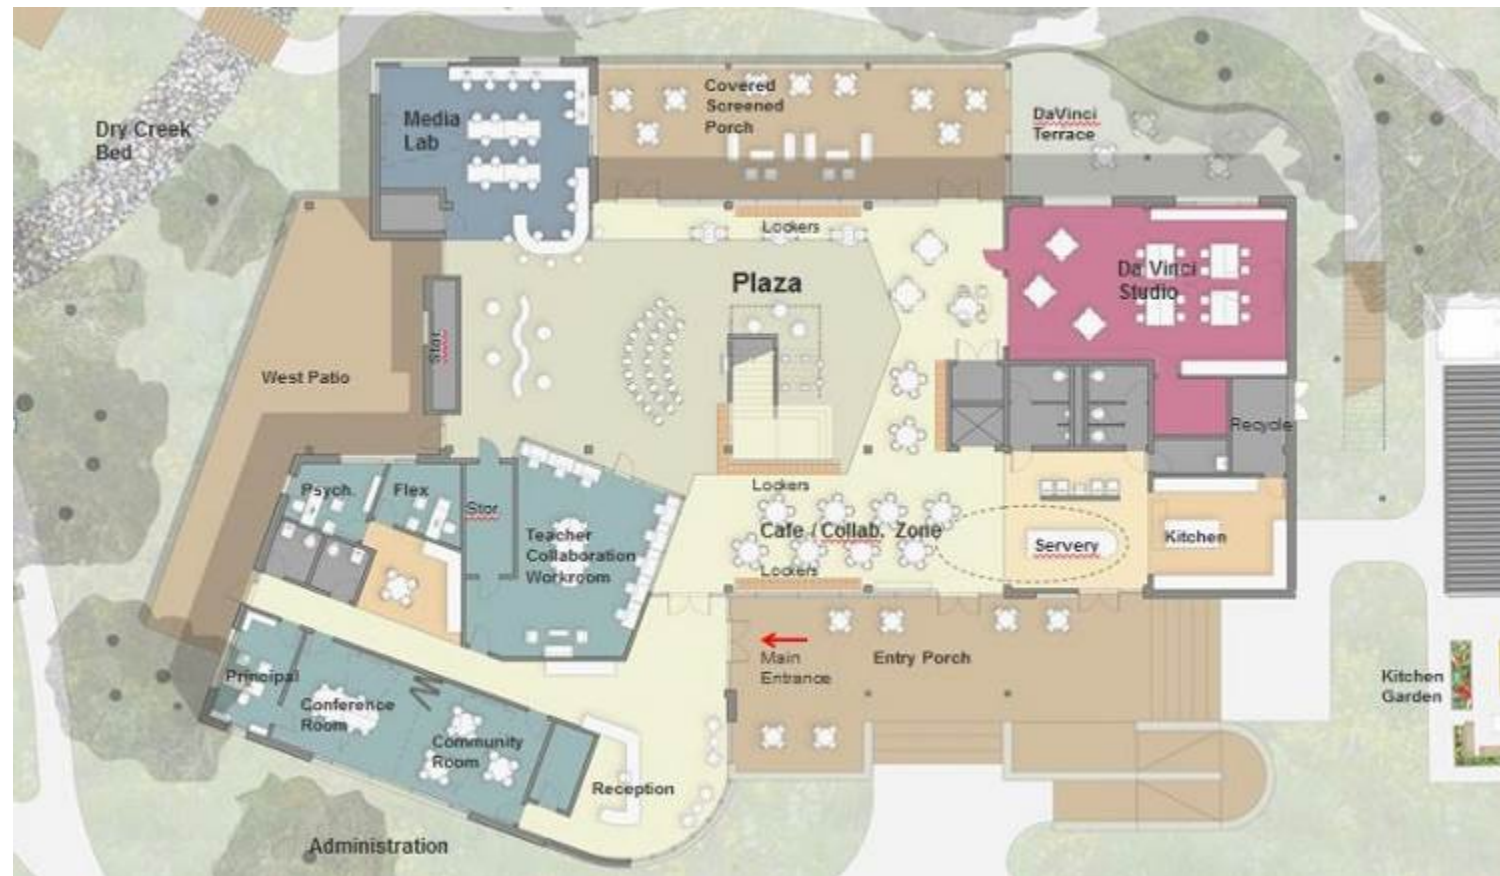 Dry Creek
Bed
Media
Lab
Covered
Screened
Porch
DaVinci
Terrace
Lockers
Plaza
Da Vinci
Studio
Stor.
West Patio
Recycle
Psych.
Flex
Stor.
Lockers
Teacher
Collaboration
Workroom
Cafe / Collab. Zone
Servery
Kitchen
Lockers
Main
Entrance
Entry Porch
Principal
Conference
Room
Community
Room
Reception
Kitchen
Garden
Administration